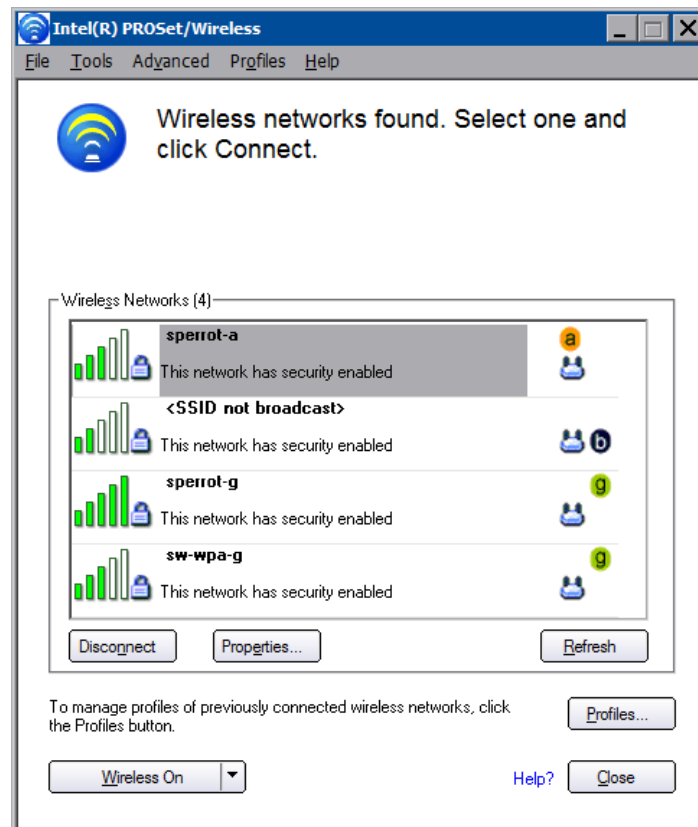 Intel(R) PROSet/Wireless
File Tools Advanced Profiles Help
Wireless networks found. Select one and
click Connect.
Wireless Networks (4)
sperrot-a
a
This network has security enabled
<SSID not broadcast>
This network has security enabled
b
sperrot-g
g
This network has security enabled
sw-wpa-g
g
This network has security enabled
Disconnect
Properties...
Refresh
To manage profiles of previously connected wireless networks, click
the Profiles button.
Profiles...
Wireless On
Help?
Close